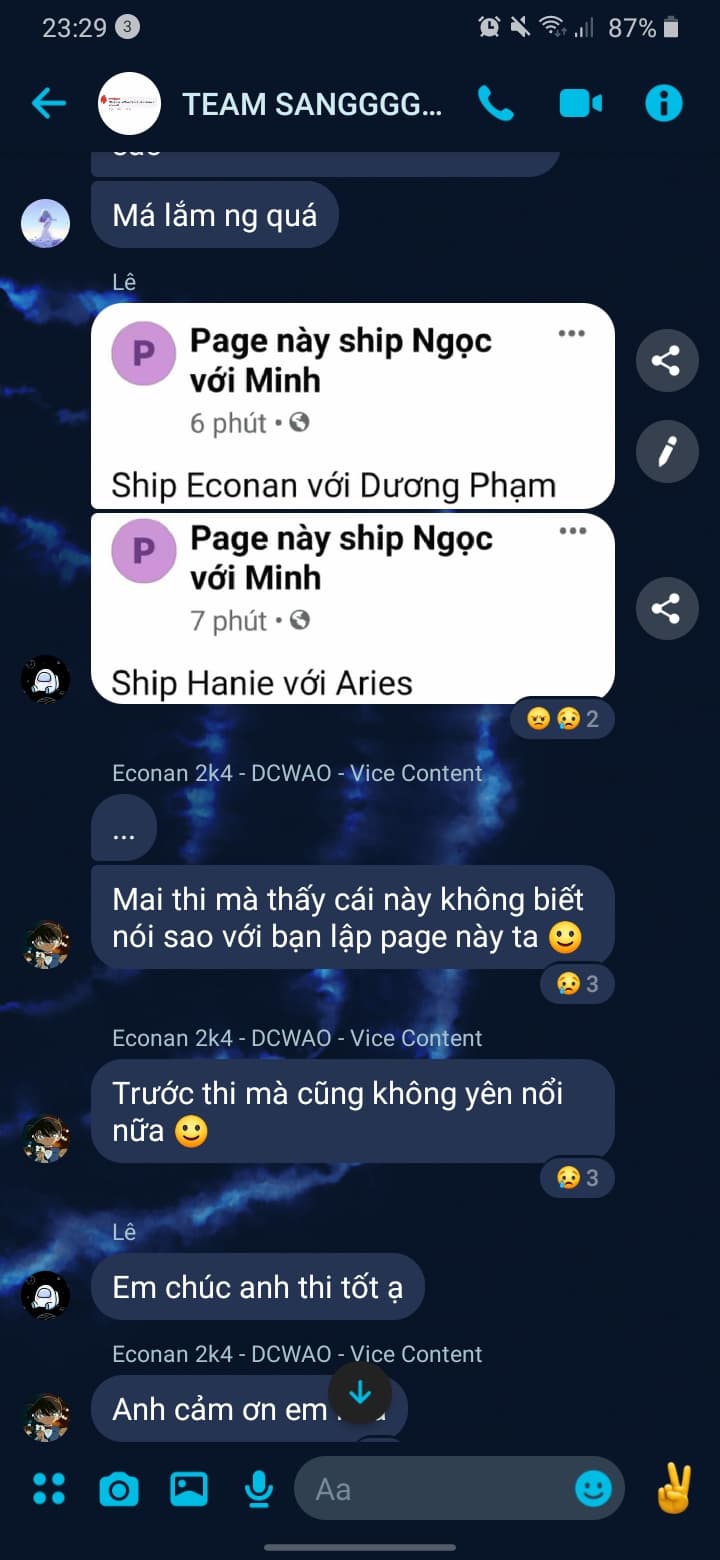 23:29 3 87%
TEAM SANGGGG...
Má lắm ng quá
Lê
P
Page này ship Ngọc
với Minh
6 phút •
Ship Econan với Dương Phạm
P
Page này ship Ngọc
với Minh
7 phút •
Ship Hanie với Aries
2
Econan 2k4 - DCWAO - Vice Content
...
Mai thi mà thấy cái này không biết
nói sao với bạn lập page này ta 🙂
3
Econan 2k4 - DCWAO - Vice Content
Trước thi mà cũng không yên nổi
nữa 🙂
3
Lê
Em chúc anh thi tốt ạ
Econan 2k4 - DCWAO - Vice Content
Anh cảm ơn em
Aa